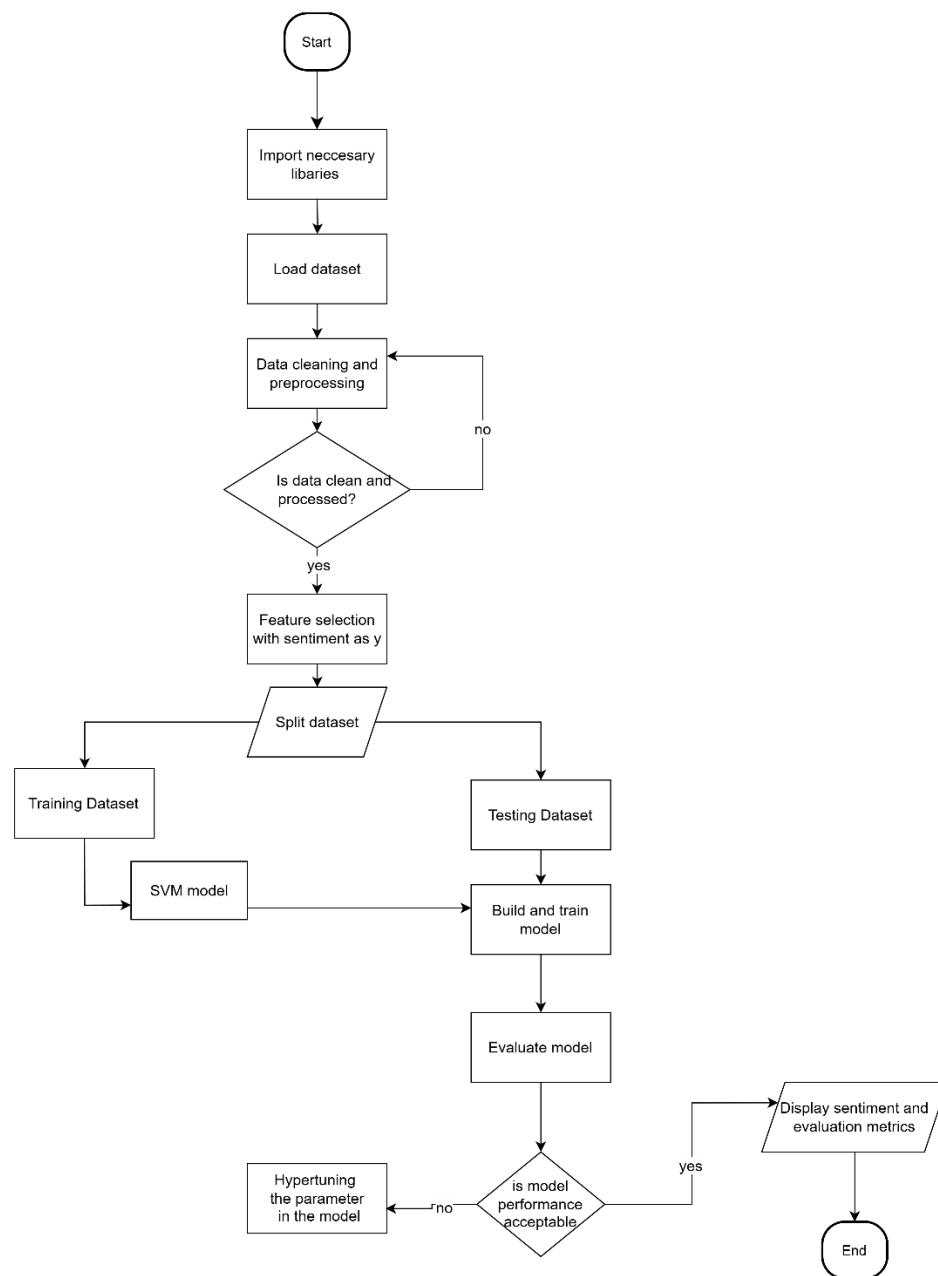 Start
Import neccesary
libaries
Load dataset
Data cleaning and
preprocessing
no
Is data clean and
processed?
yes
Feature selection
with sentiment as y
Split dataset
Training Dataset
Testing Dataset
SVM model
Build and train
model
Evaluate model
Display sentiment and
evaluation metrics
yes
is model
performance
acceptable
no
Hypertuning
the parameter
in the model
End